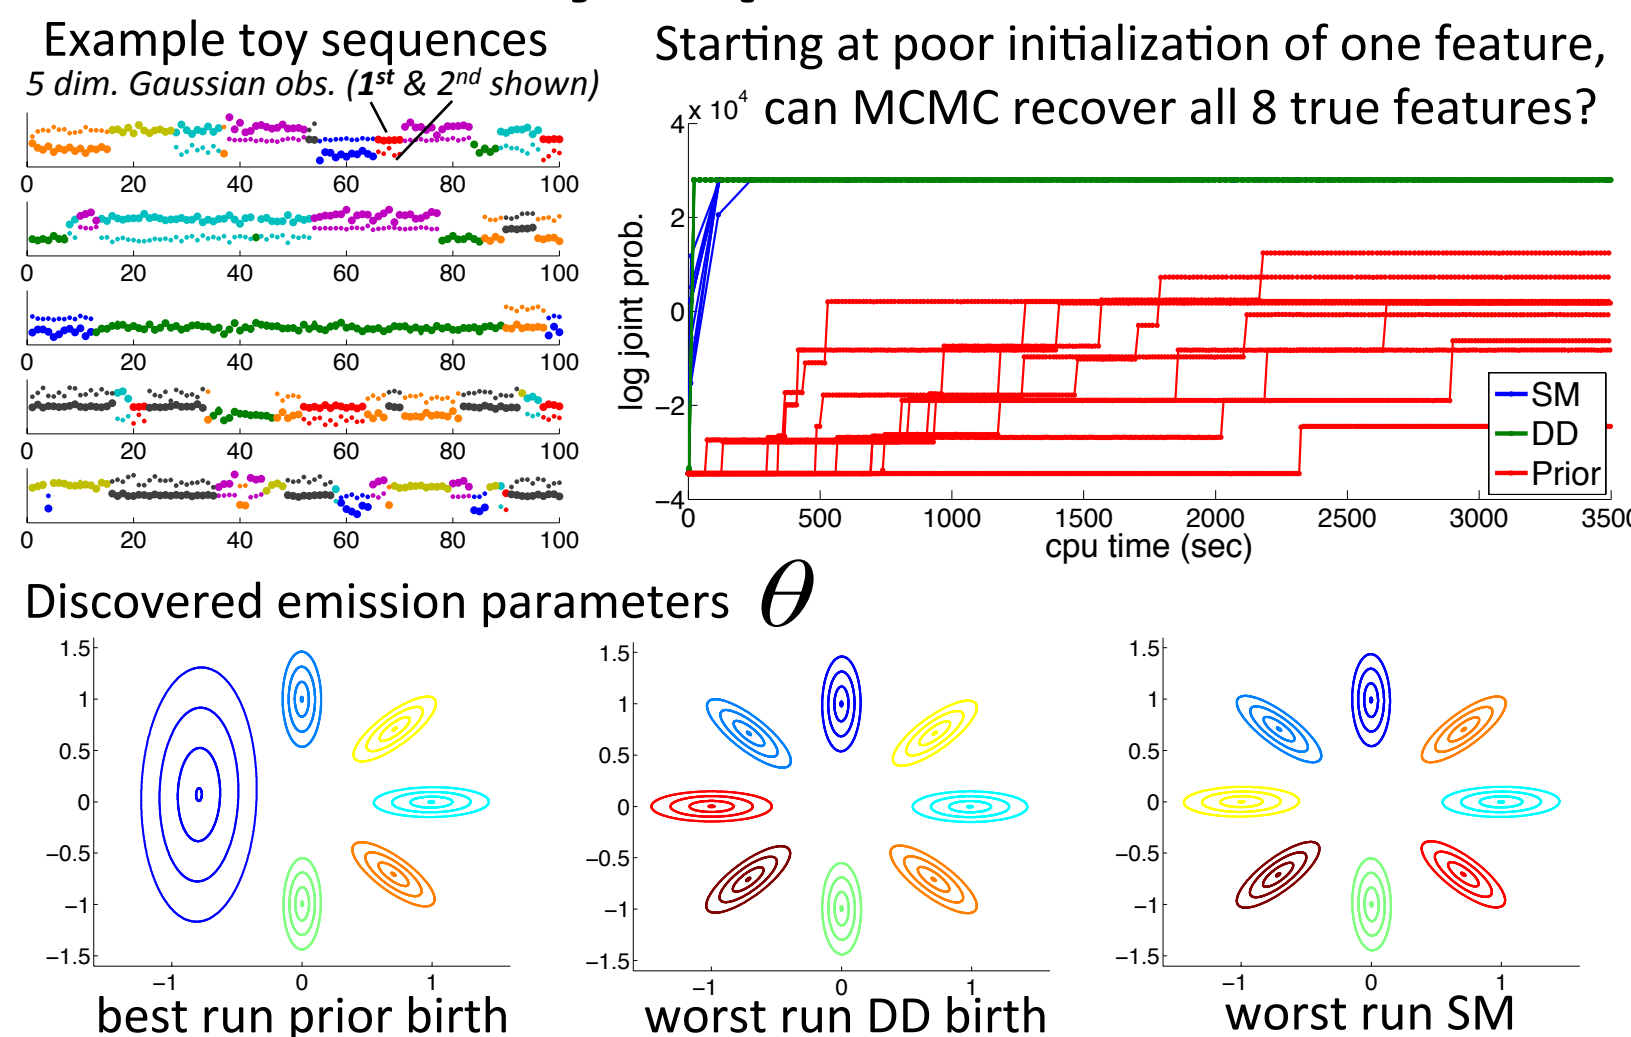 Example toy sequences
5 dim. Gaussian obs. (1st & 2nd shown)
0 20 40 60 80 100
0 20 40 60 80 100
0 20 40 60 80 100
0 20 40 60 80 100
0 20 40 60 80 100
Starting at poor initialization of one feature,
can MCMC recover all 8 true features?
x 10^4
4
2
0
−2
−4
log joint prob.
SM
DD
Prior
0 500 1000 1500 2000 2500 3000 3500
cpu time (sec)
Discovered emission parameters θ
1.5
1
0.5
0
−0.5
−1
−1.5
−1 0 1
best run prior birth
1.5
1
0.5
0
−0.5
−1
−1.5
−1 0 1
worst run DD birth
1.5
1
0.5
0
−0.5
−1
−1.5
−1 0 1
worst run SM